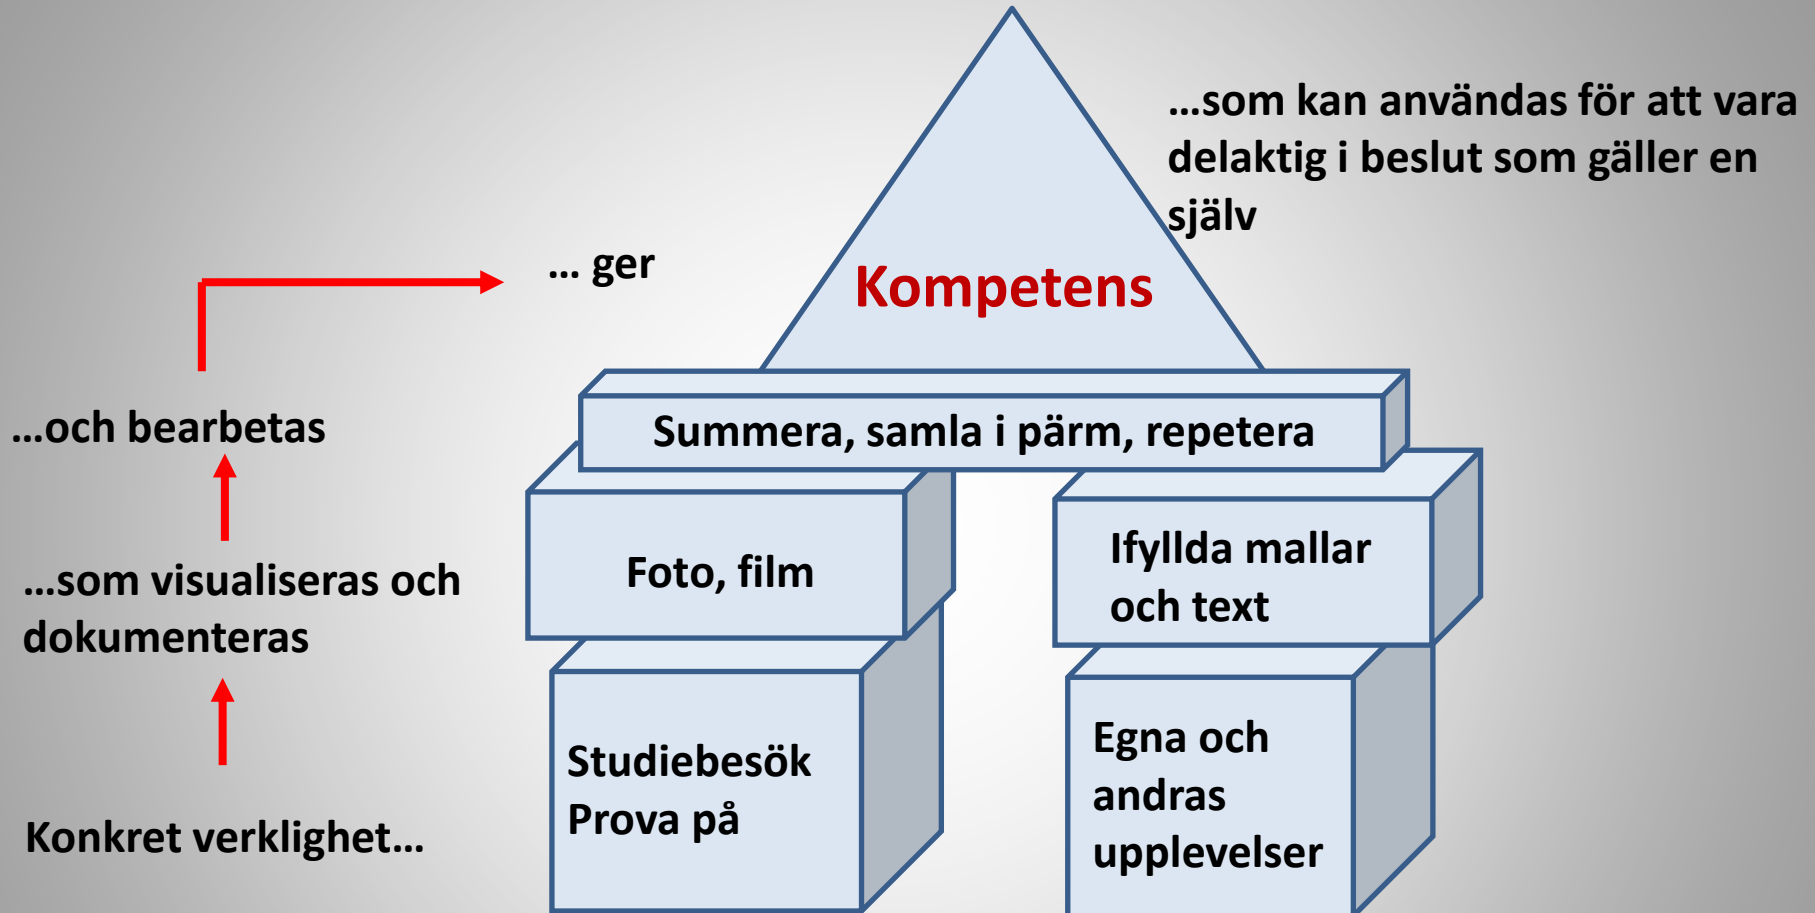 …som kan användas för att vara
delaktig i beslut som gäller en
själv
… ger
Kompetens
…och bearbetas
Summera, samla i pärm, repetera
…som visualiseras och
dokumenteras
Foto, film
Ifyllda mallar
och text
Konkret verklighet…
Studiebesök
Prova på
Egna och
andras
upplevelser